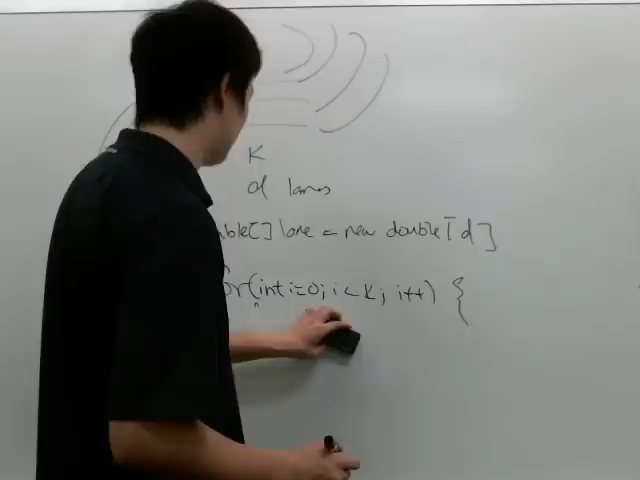 K
d lanes
ble[] lane = new double[d]
or(int i=0; i<K; i++) {